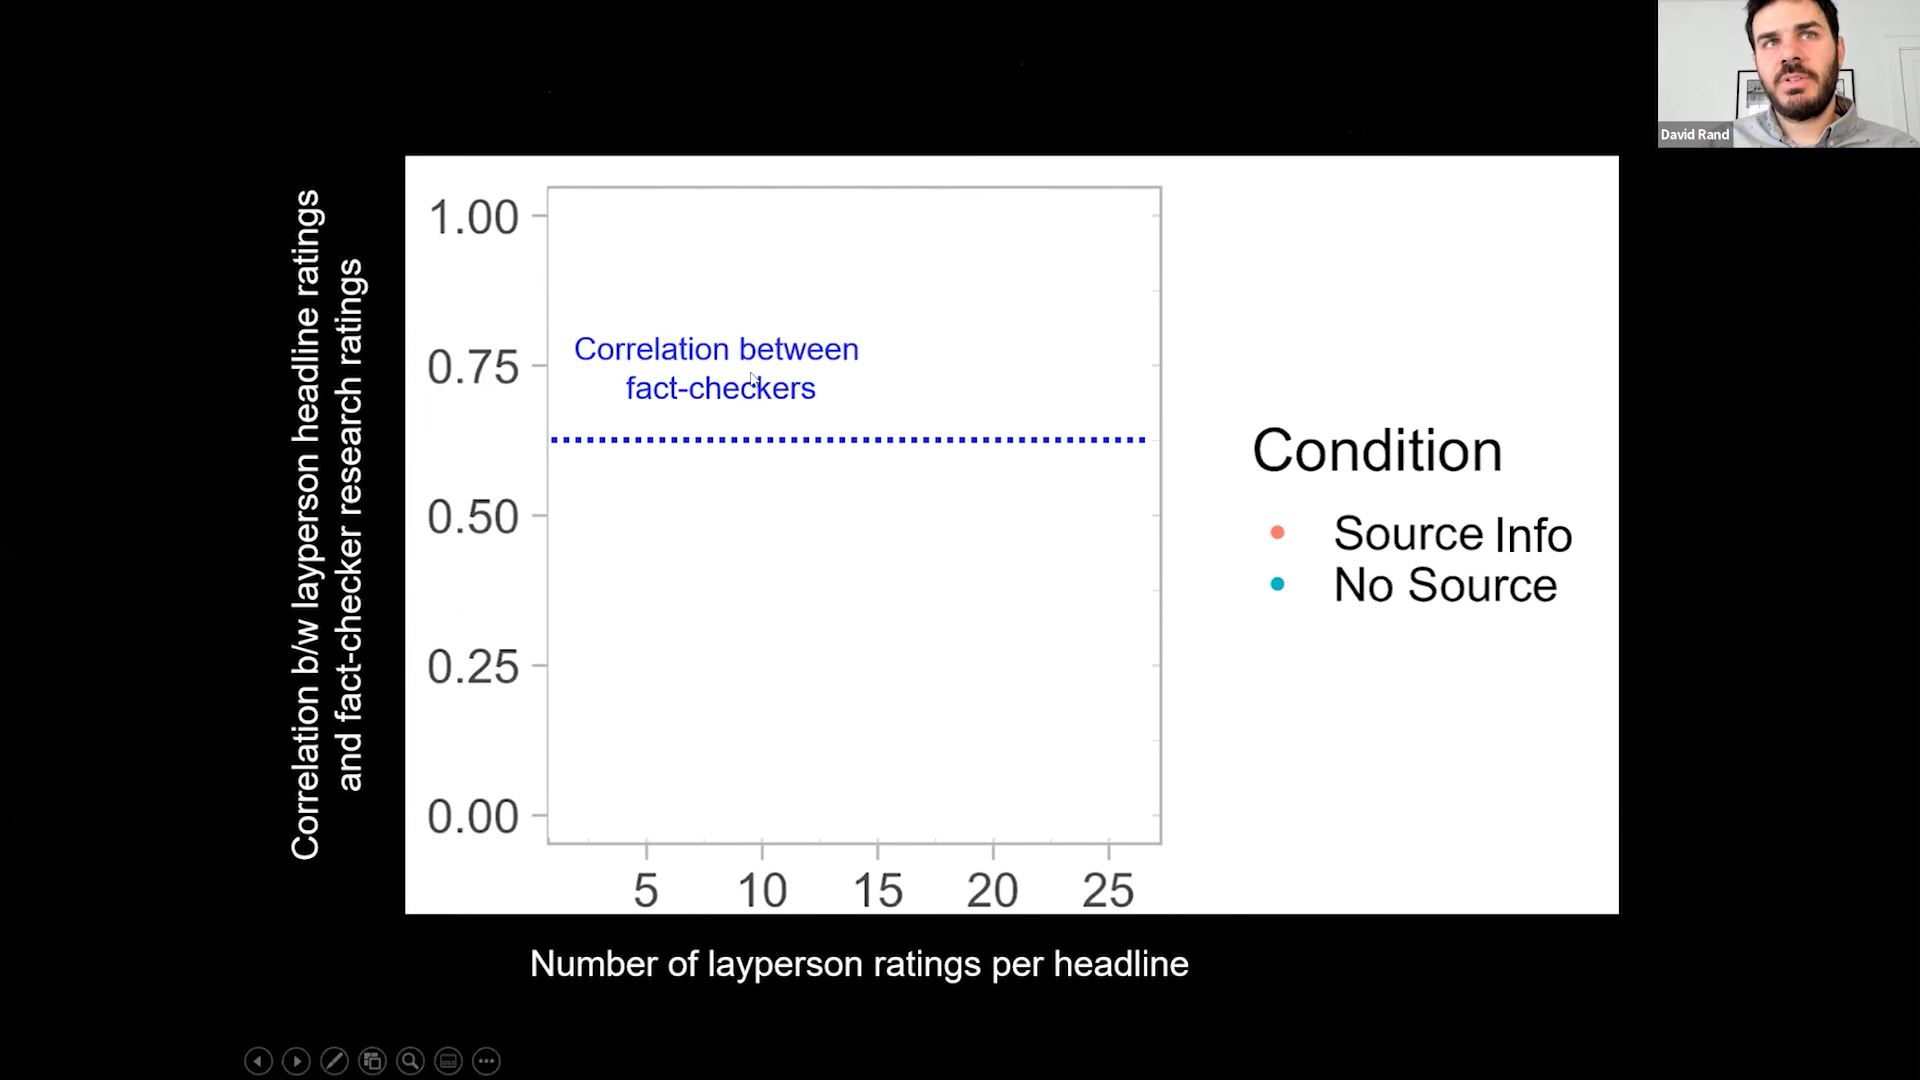 David Rand
Correlation b/w layperson headline ratings
and fact-checker research ratings
1.00
0.75
0.50
0.25
0.00
Correlation between
fact-checkers
Condition
Source Info
No Source
5 10 15 20 25
Number of layperson ratings per headline